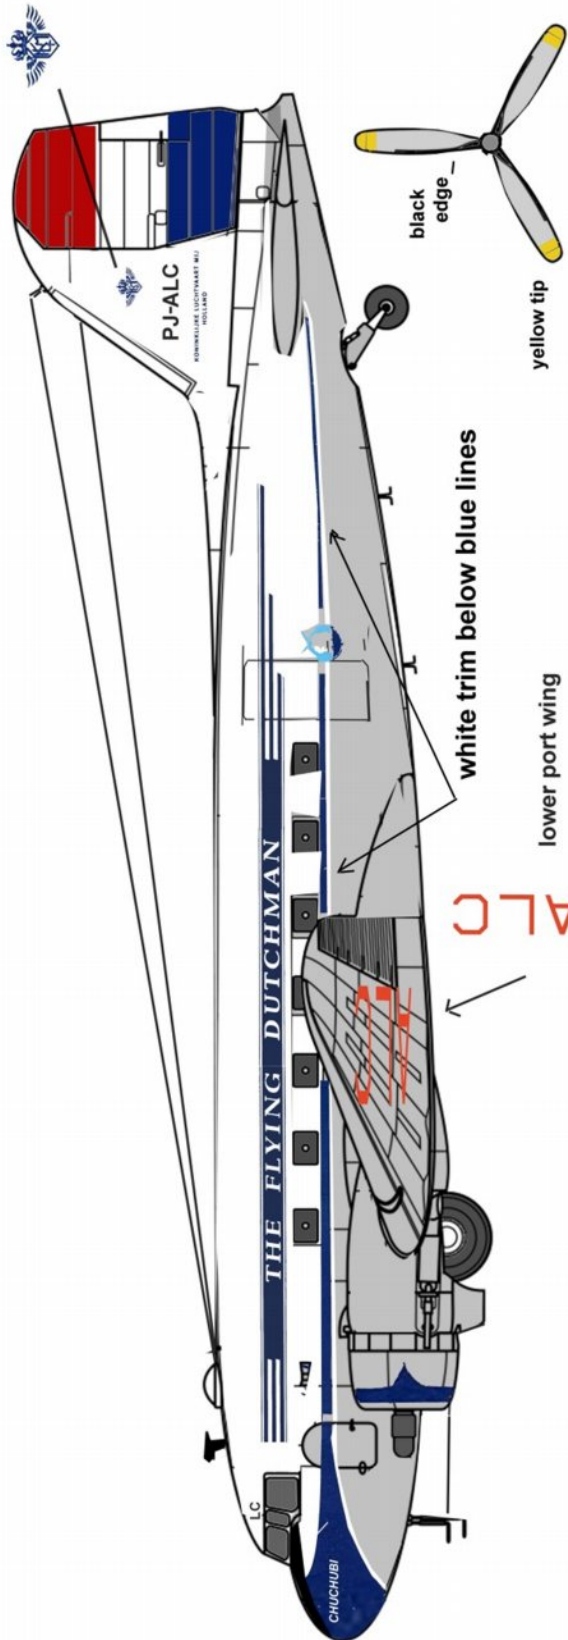 PJ-ALC
KONINKLIJKE LUCHTVAART MIJ
HOLLAND
black
edge
yellow tip
THE FLYING DUTCHMAN
white trim below blue lines
lower port wing
ALC
ALC
LC
CHUCHUBI